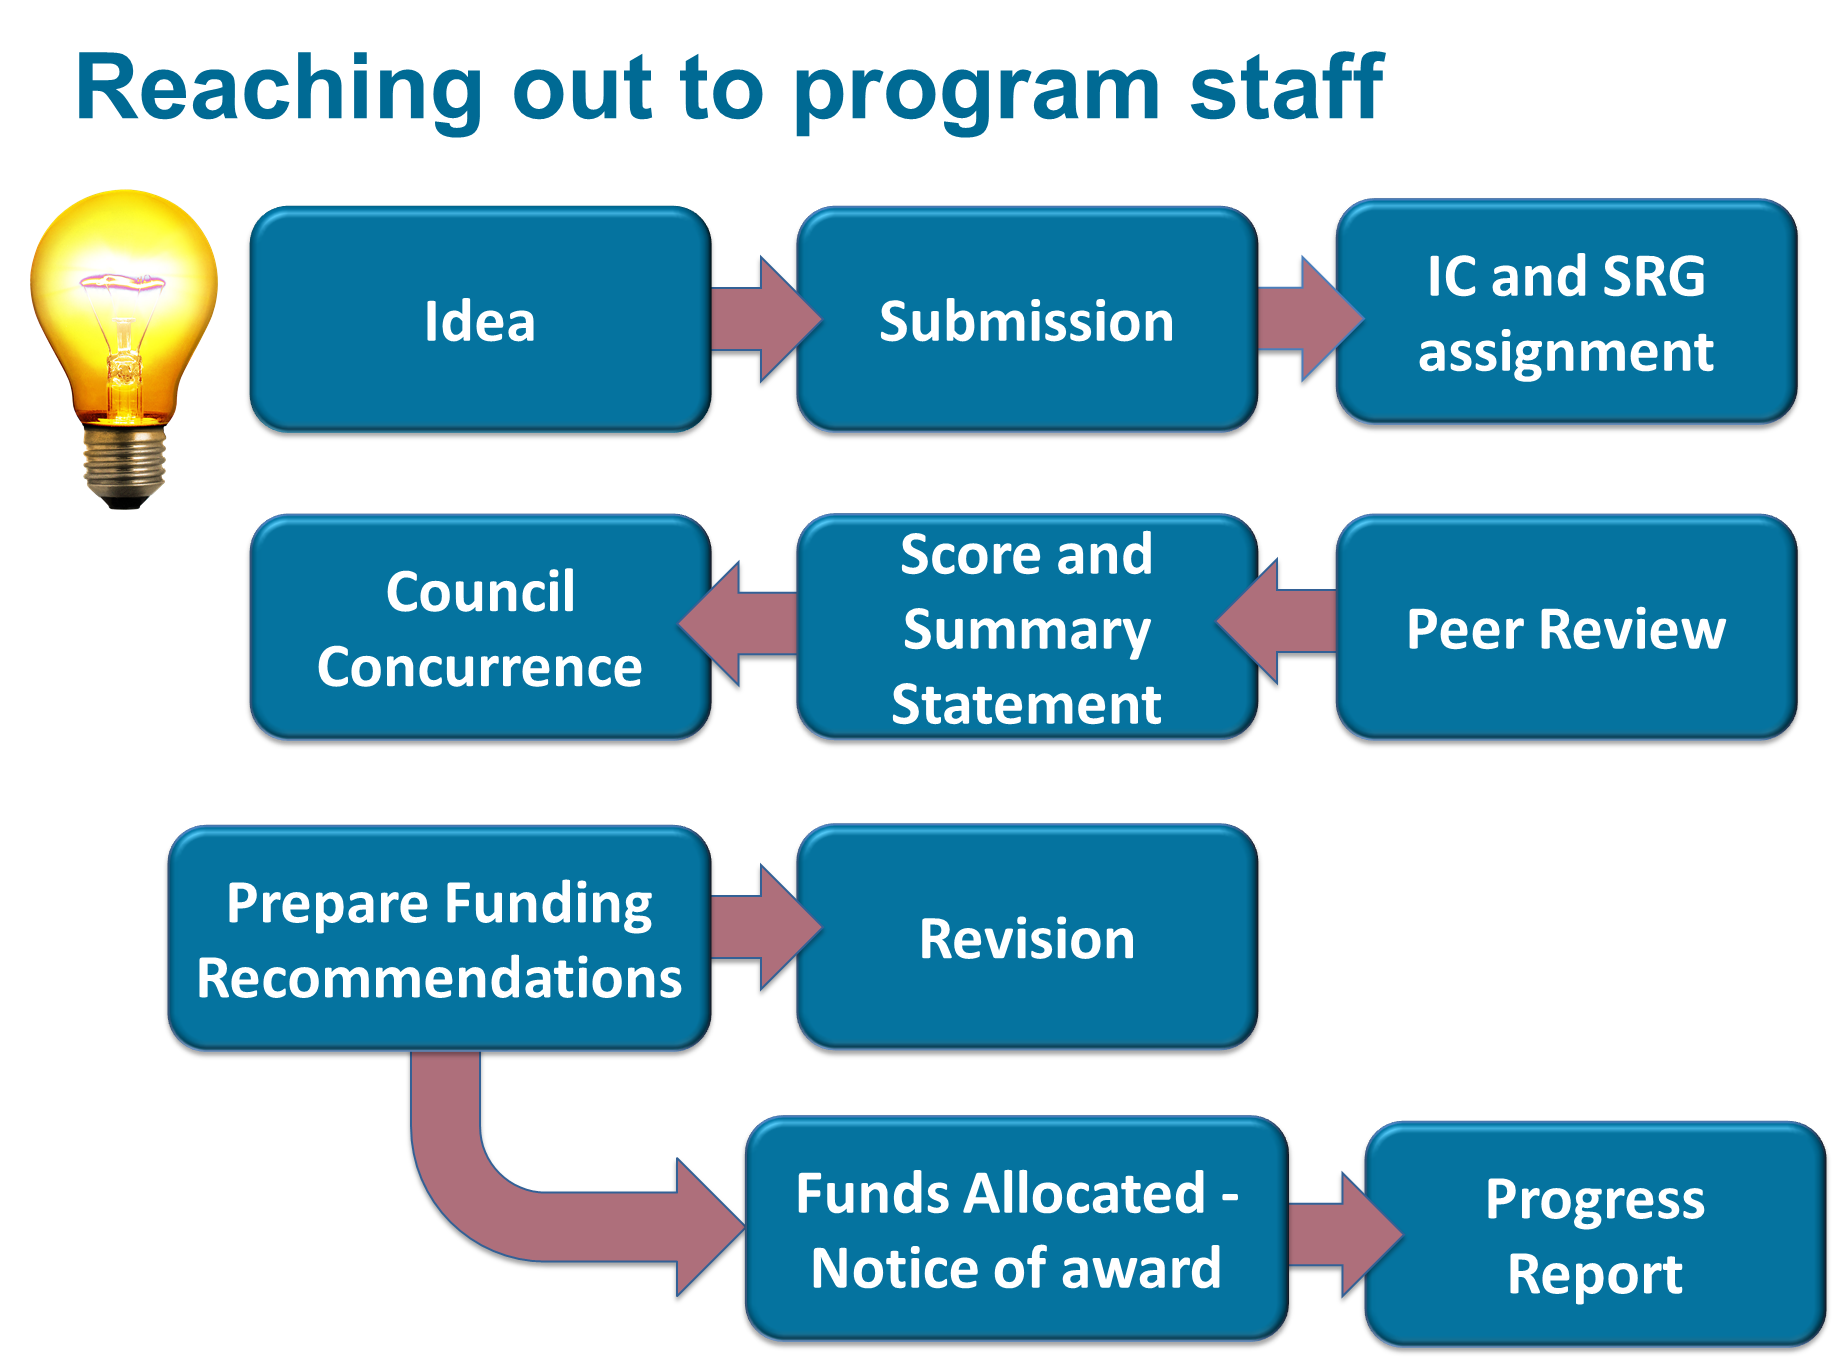 Reaching out to program staff
Idea
Submission
IC and SRG
assignment
Council
Concurrence
Score and
Summary
Statement
Peer Review
Prepare Funding
Recommendations
Revision
Funds Allocated -
Notice of award
Progress
Report